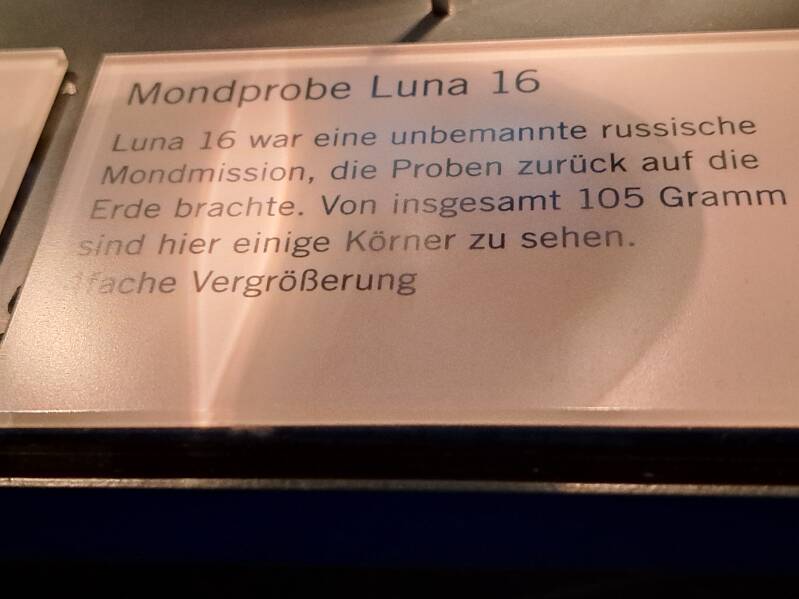 Mondprobe Luna 16
Luna 16 war eine unbemannte russische
Mondmission, die Proben zurück auf die
Erde brachte. Von insgesamt 105 Gramm
sind hier einige Körner zu sehen.
4fache Vergrößerung